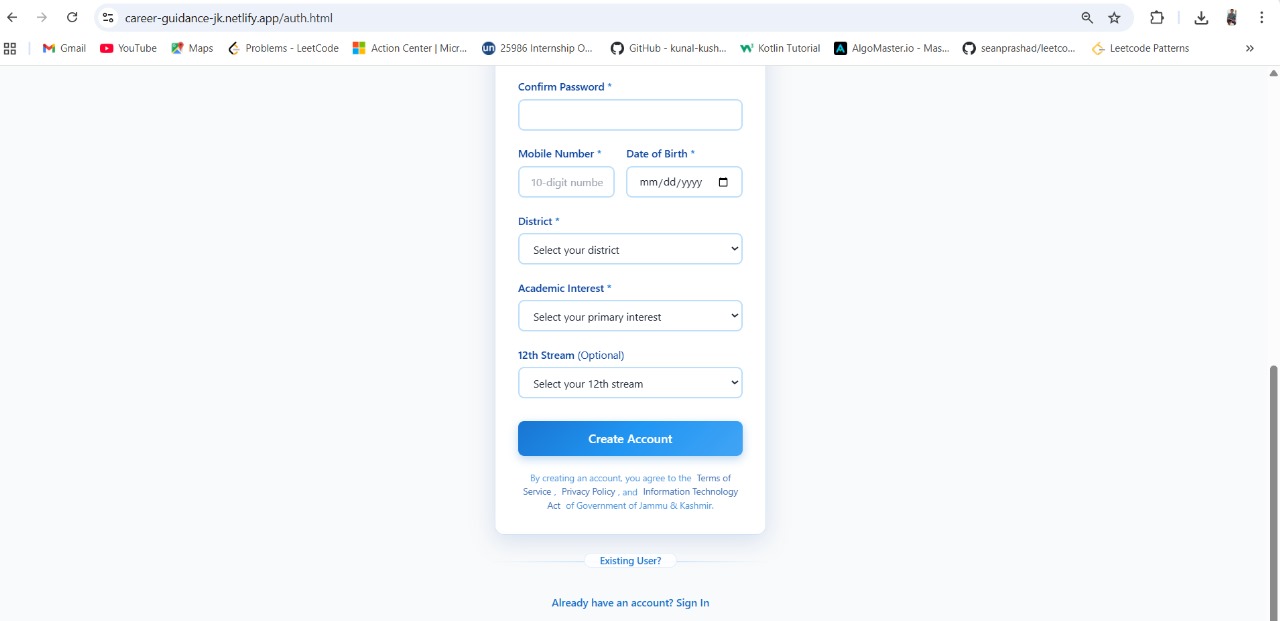 career-guidance-jk.netlify.app/auth.html
Gmail YouTube Maps Problems - LeetCode Action Center | Micr... un 25986 Internship O... GitHub - kunal-kush... Kotlin Tutorial A AlgoMaster.io - Mas... seanprashad/leetco... Leetcode Patterns »
Confirm Password *
Mobile Number * Date of Birth *
10-digit numbe mm/dd/yyyy
District *
Select your district
Academic Interest *
Select your primary interest
12th Stream (Optional)
Select your 12th stream
Create Account
By creating an account, you agree to the Terms of
Service , Privacy Policy , and Information Technology
Act of Government of Jammu & Kashmir.
Existing User?
Already have an account? Sign In